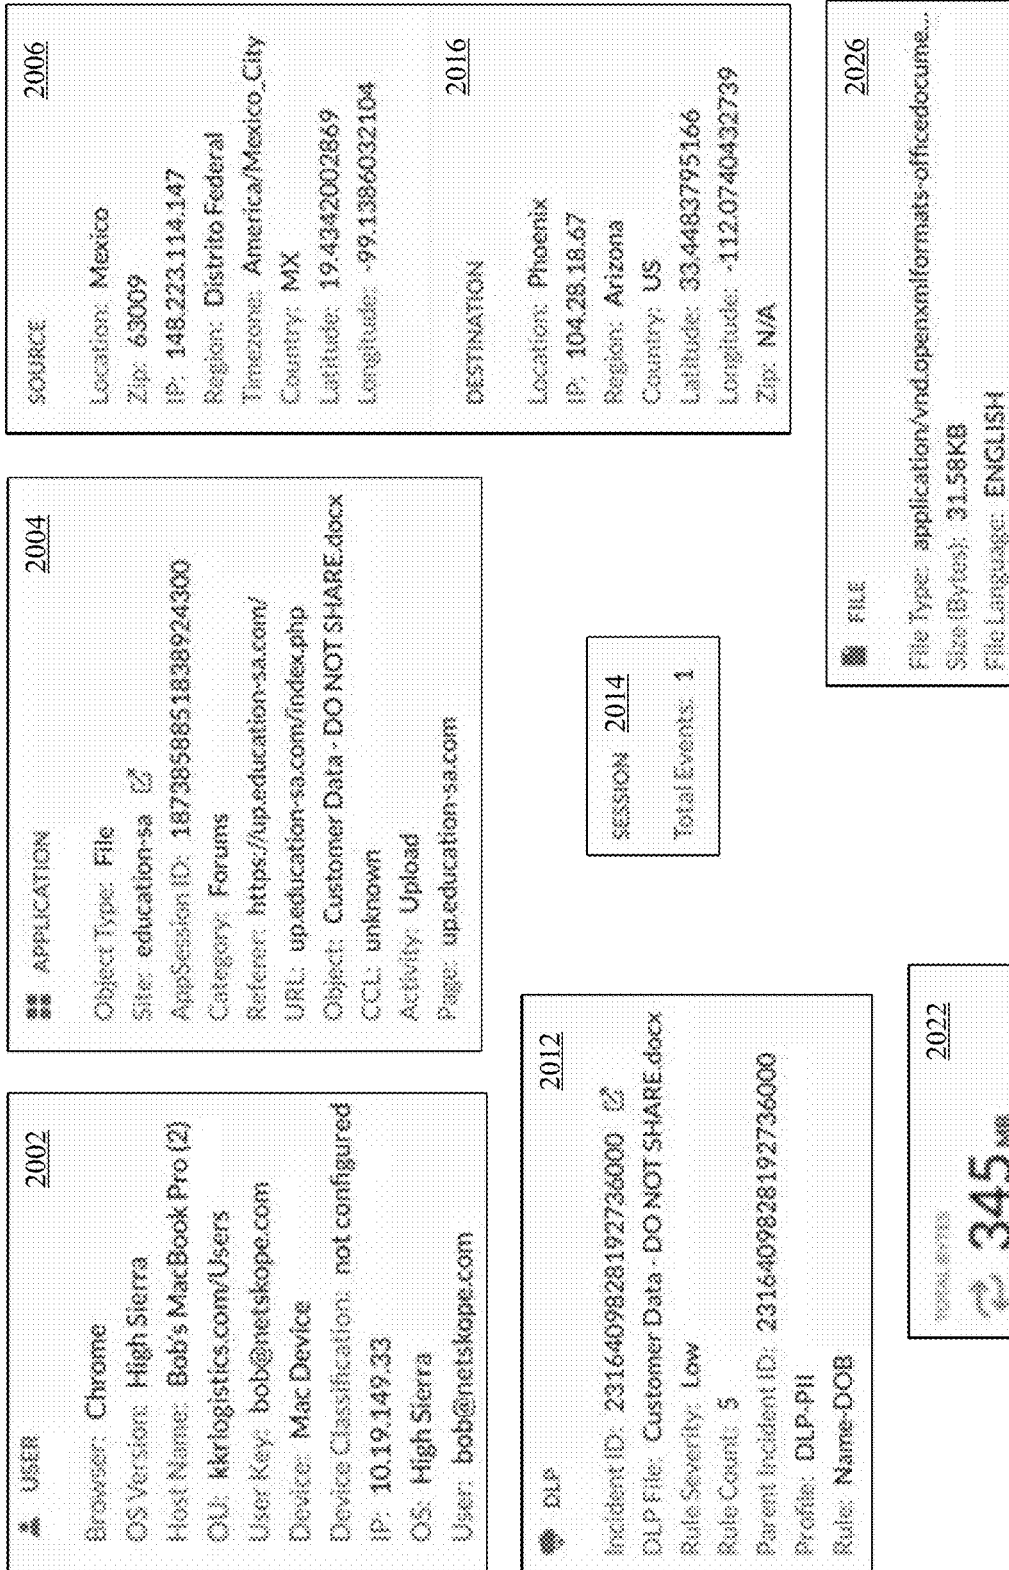 USER 2002
Browser: Chrome
OS Version: High Sierra
Host Name: Bob's MacBook Pro (2)
OU: kkrlogistics.com/Users
User Key: bob@netskope.com
Device: Mac Device
Device Classification: not configured
IP: 10.19.149.33
OS: High Sierra
User: bob@netskope.com
APPLICATION 2004
Object Type: File
Site: education-sa
AppSession ID: 1873858851838924300
Category: Forums
Referer: https://up.education-sa.com/
URL: up.education-sa.com/index.php
Object: Customer Data - DO NOT SHARE.docx
CCL: unknown
Activity: Upload
Page: up.education-sa.com
SOURCE 2006
Location: Mexico
Zip: 63009
IP: 148.223.114.147
Region: Distrito Federal
Timezone: America/Mexico_City
Country: MX
Latitude: 19.4342002869
Longitude: -99.1386032104
DESTINATION 2016
Location: Phoenix
IP: 104.28.18.67
Region: Arizona
Country: US
Latitude: 33.4483795166
Longitude: -112.0740432739
Zip: N/A
DLP 2012
Incident ID: 2316409828192736000
DLP File: Customer Data - DO NOT SHARE.docx
Rule Severity: Low
Rule Count: 5
Parent Incident ID: 2316409828192736000
Profile: DLP-PII
Rule: Name-DOB
SESSION 2014
Total Events: 1
TOTAL BYTES 2022
345 MB
FILE 2026
File Type: application/vnd.openxmlformats-officedocume...
Size (Bytes): 31.58KB
File Language: ENGLISH